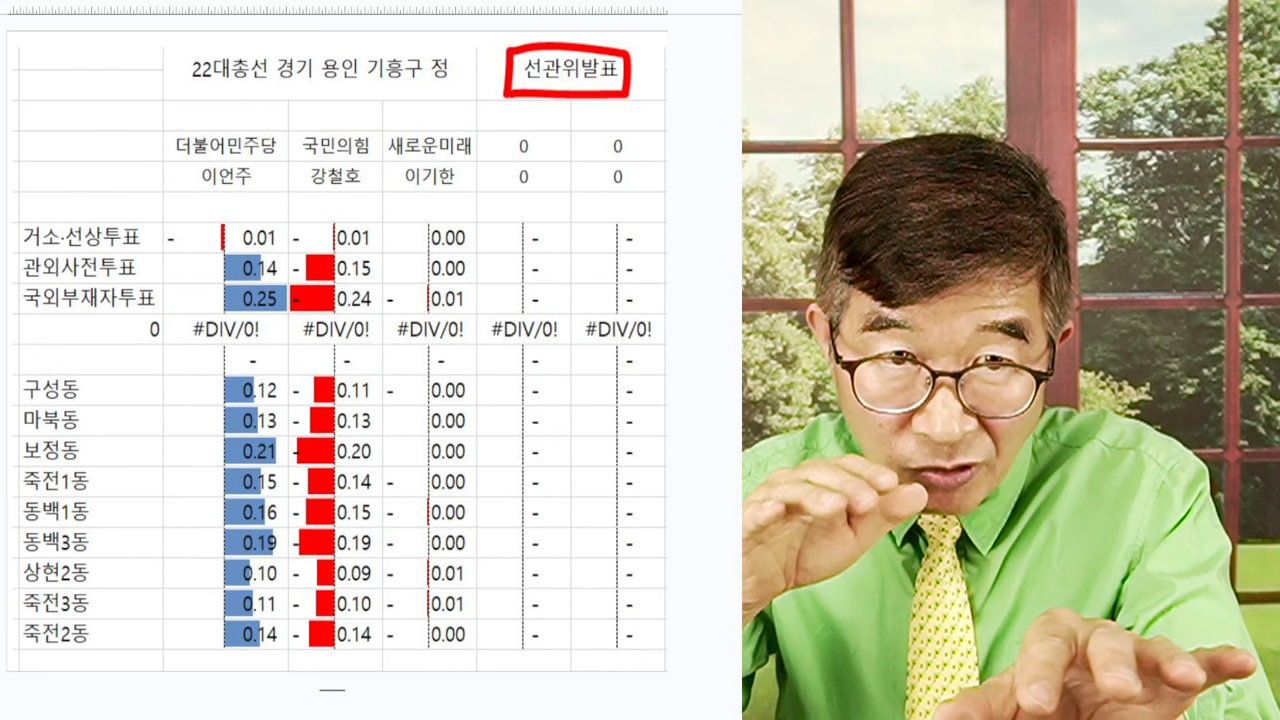 22대총선 경기 용인 기흥구 정 선관위발표
더불어민주당 국민의힘 새로운미래 0 0
이언주 강철호 이기한 0 0
거소·선상투표 - 0.01 - 0.01 0.00 - -
관외사전투표 0.14 - 0.15 0.00 - -
국외부재자투표 0.25 - 0.24 - 0.01 - -
0 #DIV/0! #DIV/0! #DIV/0! #DIV/0! #DIV/0!
- - - - -
구성동 0.12 - 0.11 - 0.00 - -
마북동 0.13 - 0.13 0.00 - -
보정동 0.21 - 0.20 0.00 - -
죽전1동 0.15 - 0.14 0.00 - -
동백1동 0.16 - 0.15 - 0.00 - -
동백3동 0.19 - 0.19 0.00 - -
상현2동 0.10 - 0.09 - 0.01 - -
죽전3동 0.11 - 0.10 - 0.01 - -
죽전2동 0.14 - 0.14 - 0.00 - -